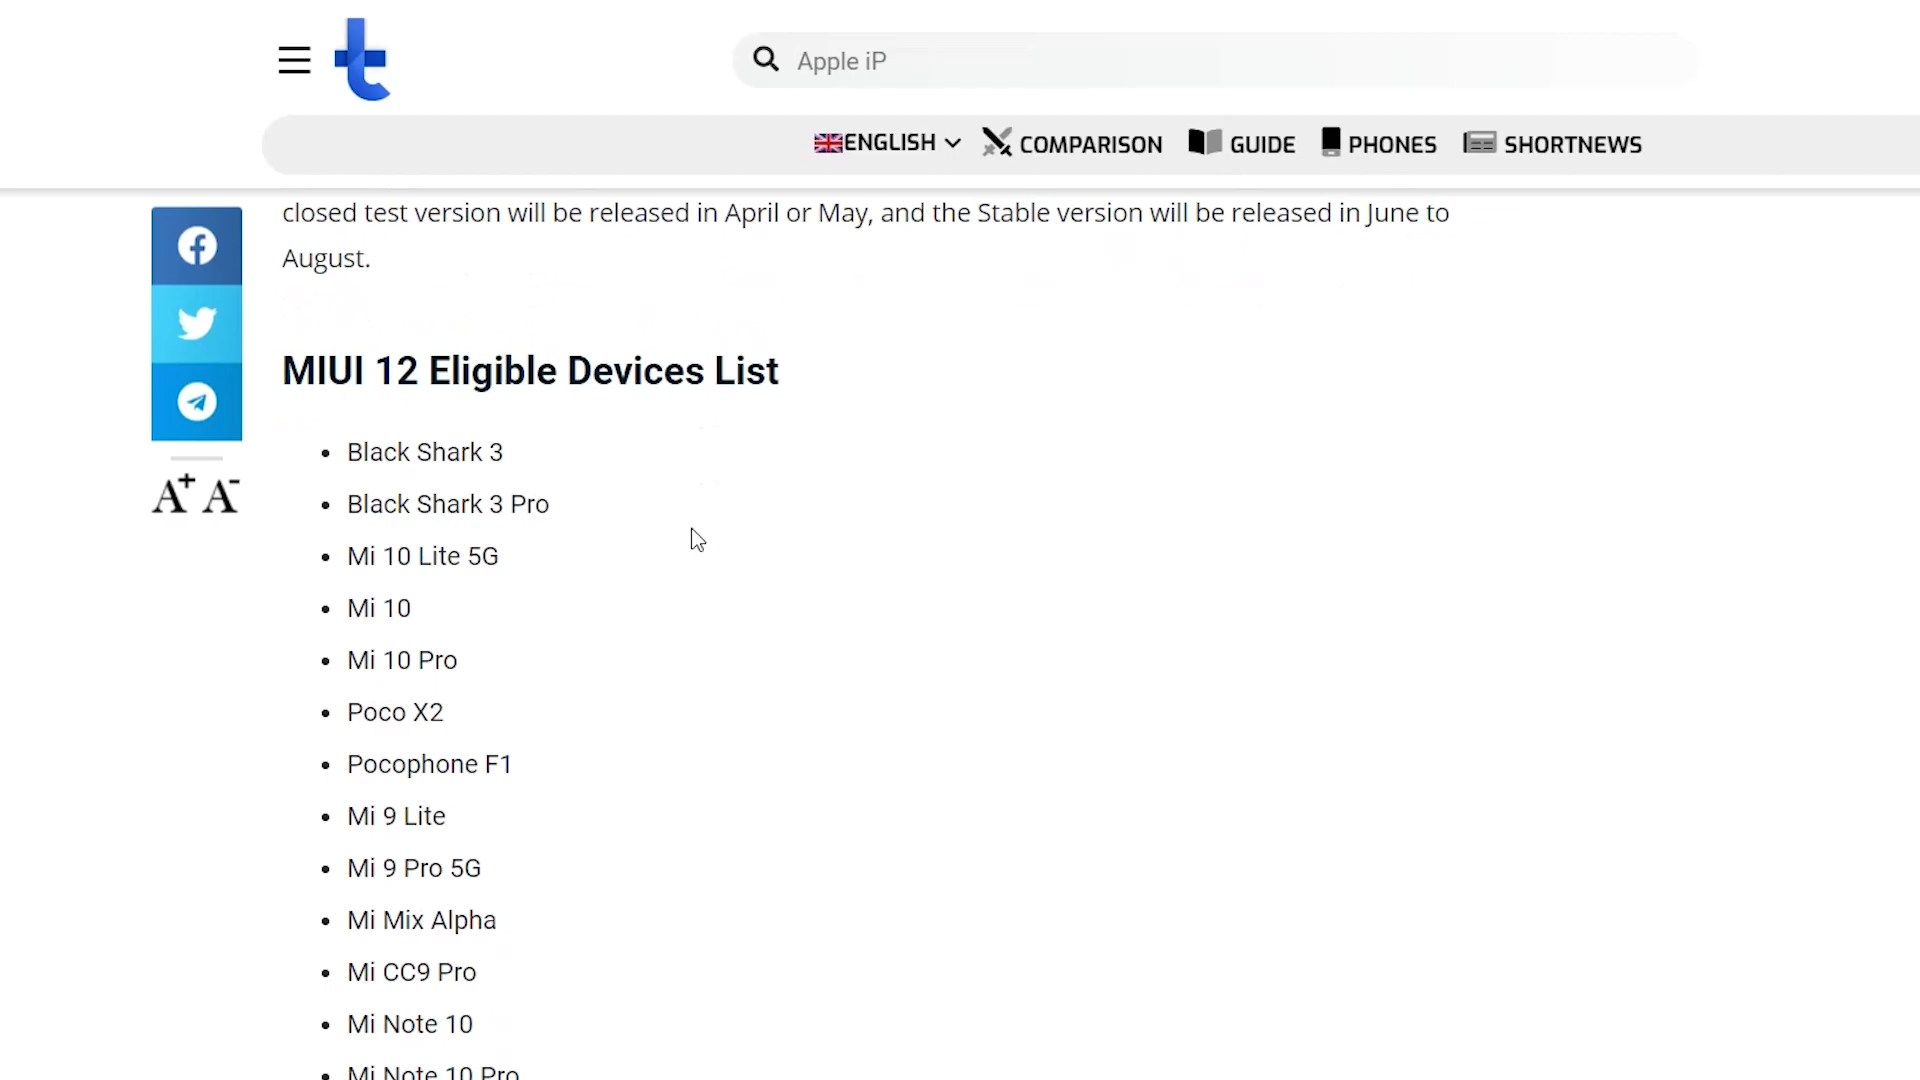 Apple iP
ENGLISH COMPARISON GUIDE PHONES SHORTNEWS
closed test version will be released in April or May, and the Stable version will be released in June to
August.
A+ A-
MIUI 12 Eligible Devices List
Black Shark 3
Black Shark 3 Pro
Mi 10 Lite 5G
Mi 10
Mi 10 Pro
Poco X2
Pocophone F1
Mi 9 Lite
Mi 9 Pro 5G
Mi Mix Alpha
Mi CC9 Pro
Mi Note 10
Mi Note 10 Pro